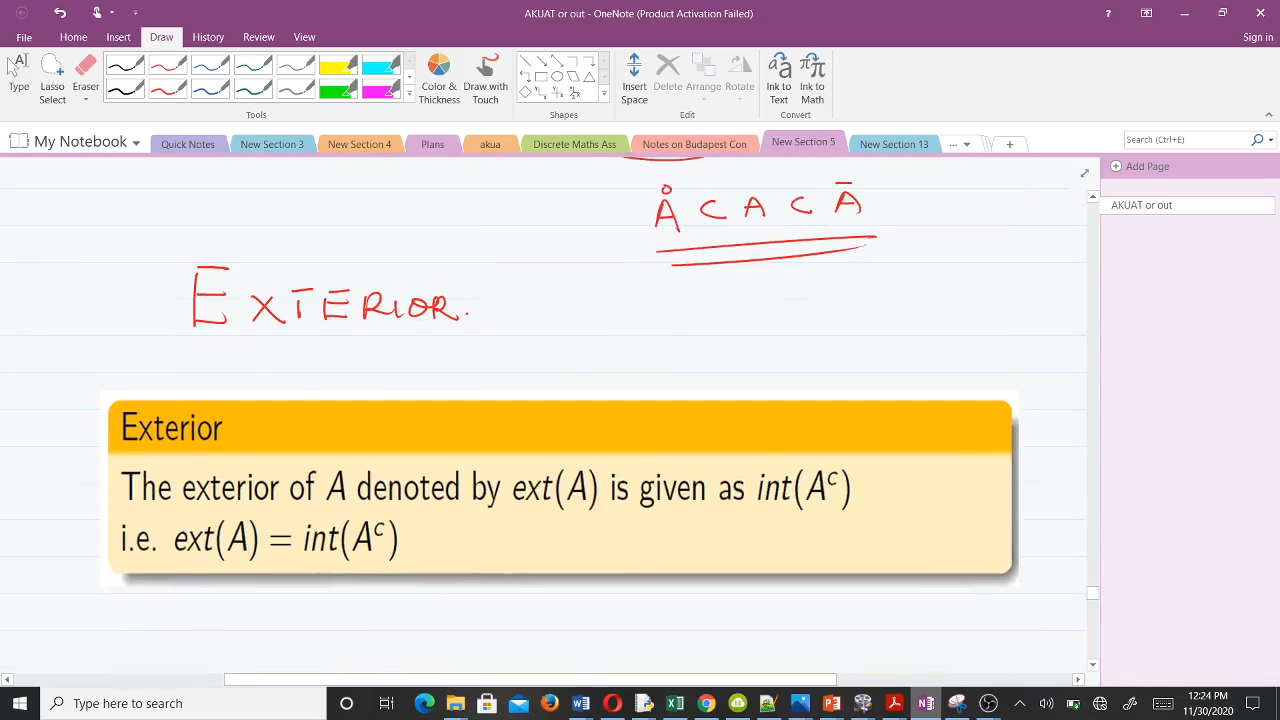 AKUAT or out - OneNote (Product Activation Failed)
Sign in
File Home Insert Draw History Review View
Type Lasso Select Eraser Color & Thickness Draw with Touch Insert Space Delete Arrange Rotate Ink to Text Ink to Math
Tools Shapes Edit Convert
My Notebook Quick Notes New Section 3 New Section 4 Plans akua Discrete Maths Ass Notes on Budapest Con New Section 5 New Section 13 ... + Search (Ctrl+E)
Add Page
AKUAT or out
Å ⊂ A ⊂ Ā
EXTERIOR.
Exterior
The exterior of A denoted by ext(A) is given as int(Aᶜ)
i.e. ext(A) = int(Aᶜ)
Type here to search
12:24 PM
11/30/2020